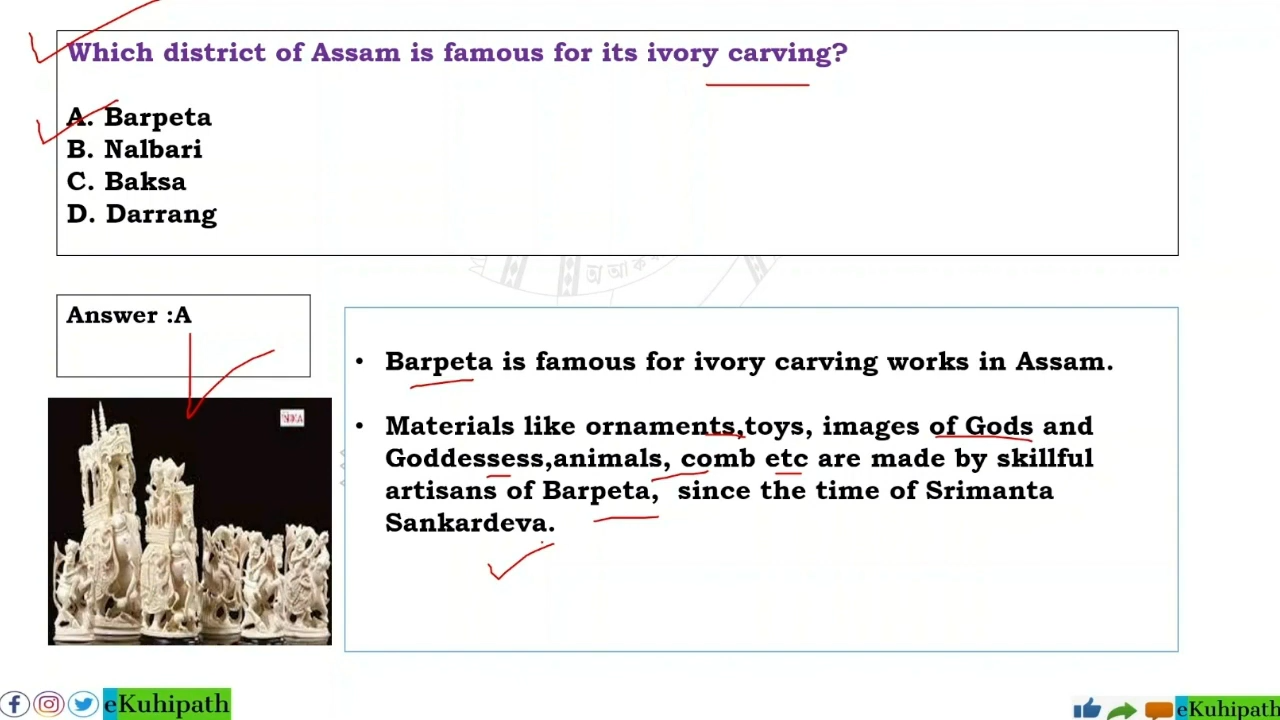 Which district of Assam is famous for its ivory carving?
A. Barpeta
B. Nalbari
C. Baksa
D. Darrang
অ আ ক
Answer :A
• Barpeta is famous for ivory carving works in Assam.
• Materials like ornaments,toys, images of Gods and
Goddessess,animals, comb etc are made by skillful
artisans of Barpeta, since the time of Srimanta
Sankardeva.
eKuhipath
eKuhipath